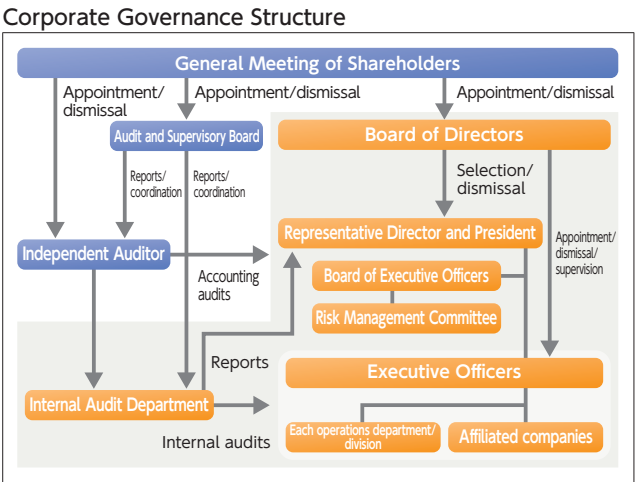 Corporate Governance Structure
General Meeting of Shareholders
Appointment/
dismissal
Appointment/dismissal
Appointment/dismissal
Audit and Supervisory Board
Board of Directors
Reports/
coordination
Reports/
coordination
Selection/
dismissal
Representative Director and President
Appointment/
dismissal/
supervision
Independent Auditor
Accounting
audits
Board of Executive Officers
Risk Management Committee
Reports
Executive Officers
Internal Audit Department
Internal audits
Each operations department/
division
Affiliated companies